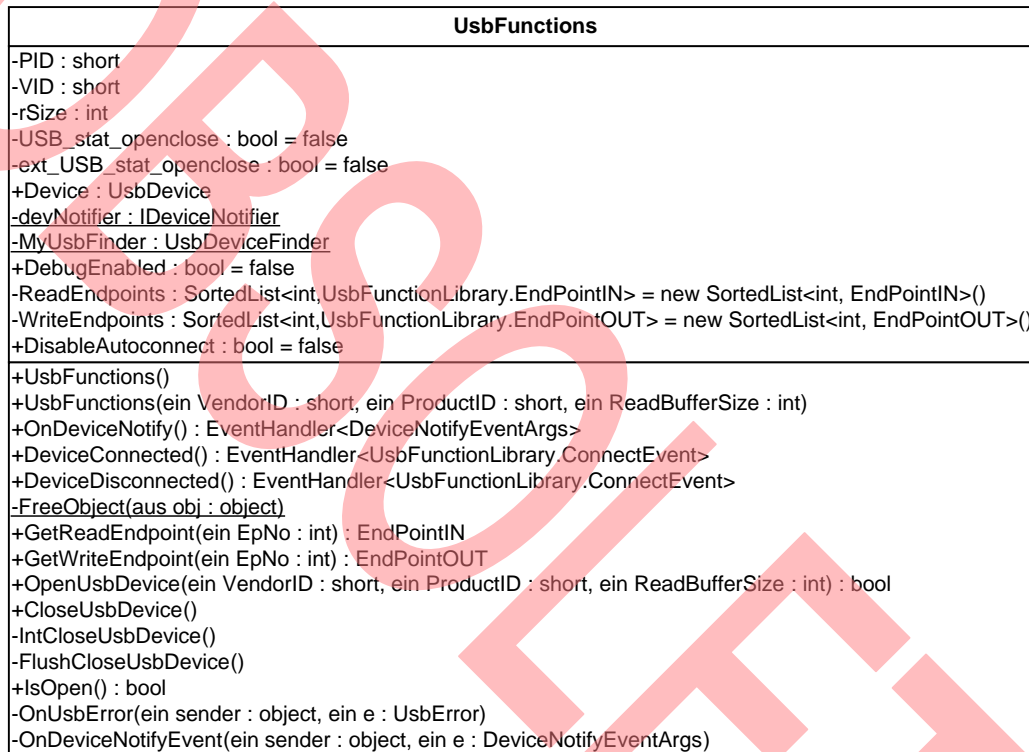 UsbFunctions
-PID : short
-VID : short
-rSize : int
-USB_stat_openclose : bool = false
-ext_USB_stat_openclose : bool = false
+Device : UsbDevice
-devNotifier : IDeviceNotifier
-MyUsbFinder : UsbDeviceFinder
+DebugEnabled : bool = false
-ReadEndpoints : SortedList<int,UsbFunctionLibrary.EndPointIN> = new SortedList<int, EndPointIN>()
-WriteEndpoints : SortedList<int,UsbFunctionLibrary.EndPointOUT> = new SortedList<int, EndPointOUT>()
+DisableAutoconnect : bool = false
+UsbFunctions()
+UsbFunctions(ein VendorID : short, ein ProductID : short, ein ReadBufferSize : int)
+OnDeviceNotify() : EventHandler<DeviceNotifyEventArgs>
+DeviceConnected() : EventHandler<UsbFunctionLibrary.ConnectEvent>
+DeviceDisconnected() : EventHandler<UsbFunctionLibrary.ConnectEvent>
-FreeObject(aus obj : object)
+GetReadEndpoint(ein EpNo : int) : EndPointIN
+GetWriteEndpoint(ein EpNo : int) : EndPointOUT
+OpenUsbDevice(ein VendorID : short, ein ProductID : short, ein ReadBufferSize : int) : bool
+CloseUsbDevice()
-IntCloseUsbDevice()
-FlushCloseUsbDevice()
+IsOpen() : bool
-OnUsbError(ein sender : object, ein e : UsbError)
-OnDeviceNotifyEvent(ein sender : object, ein e : DeviceNotifyEventArgs)
OBSOLET